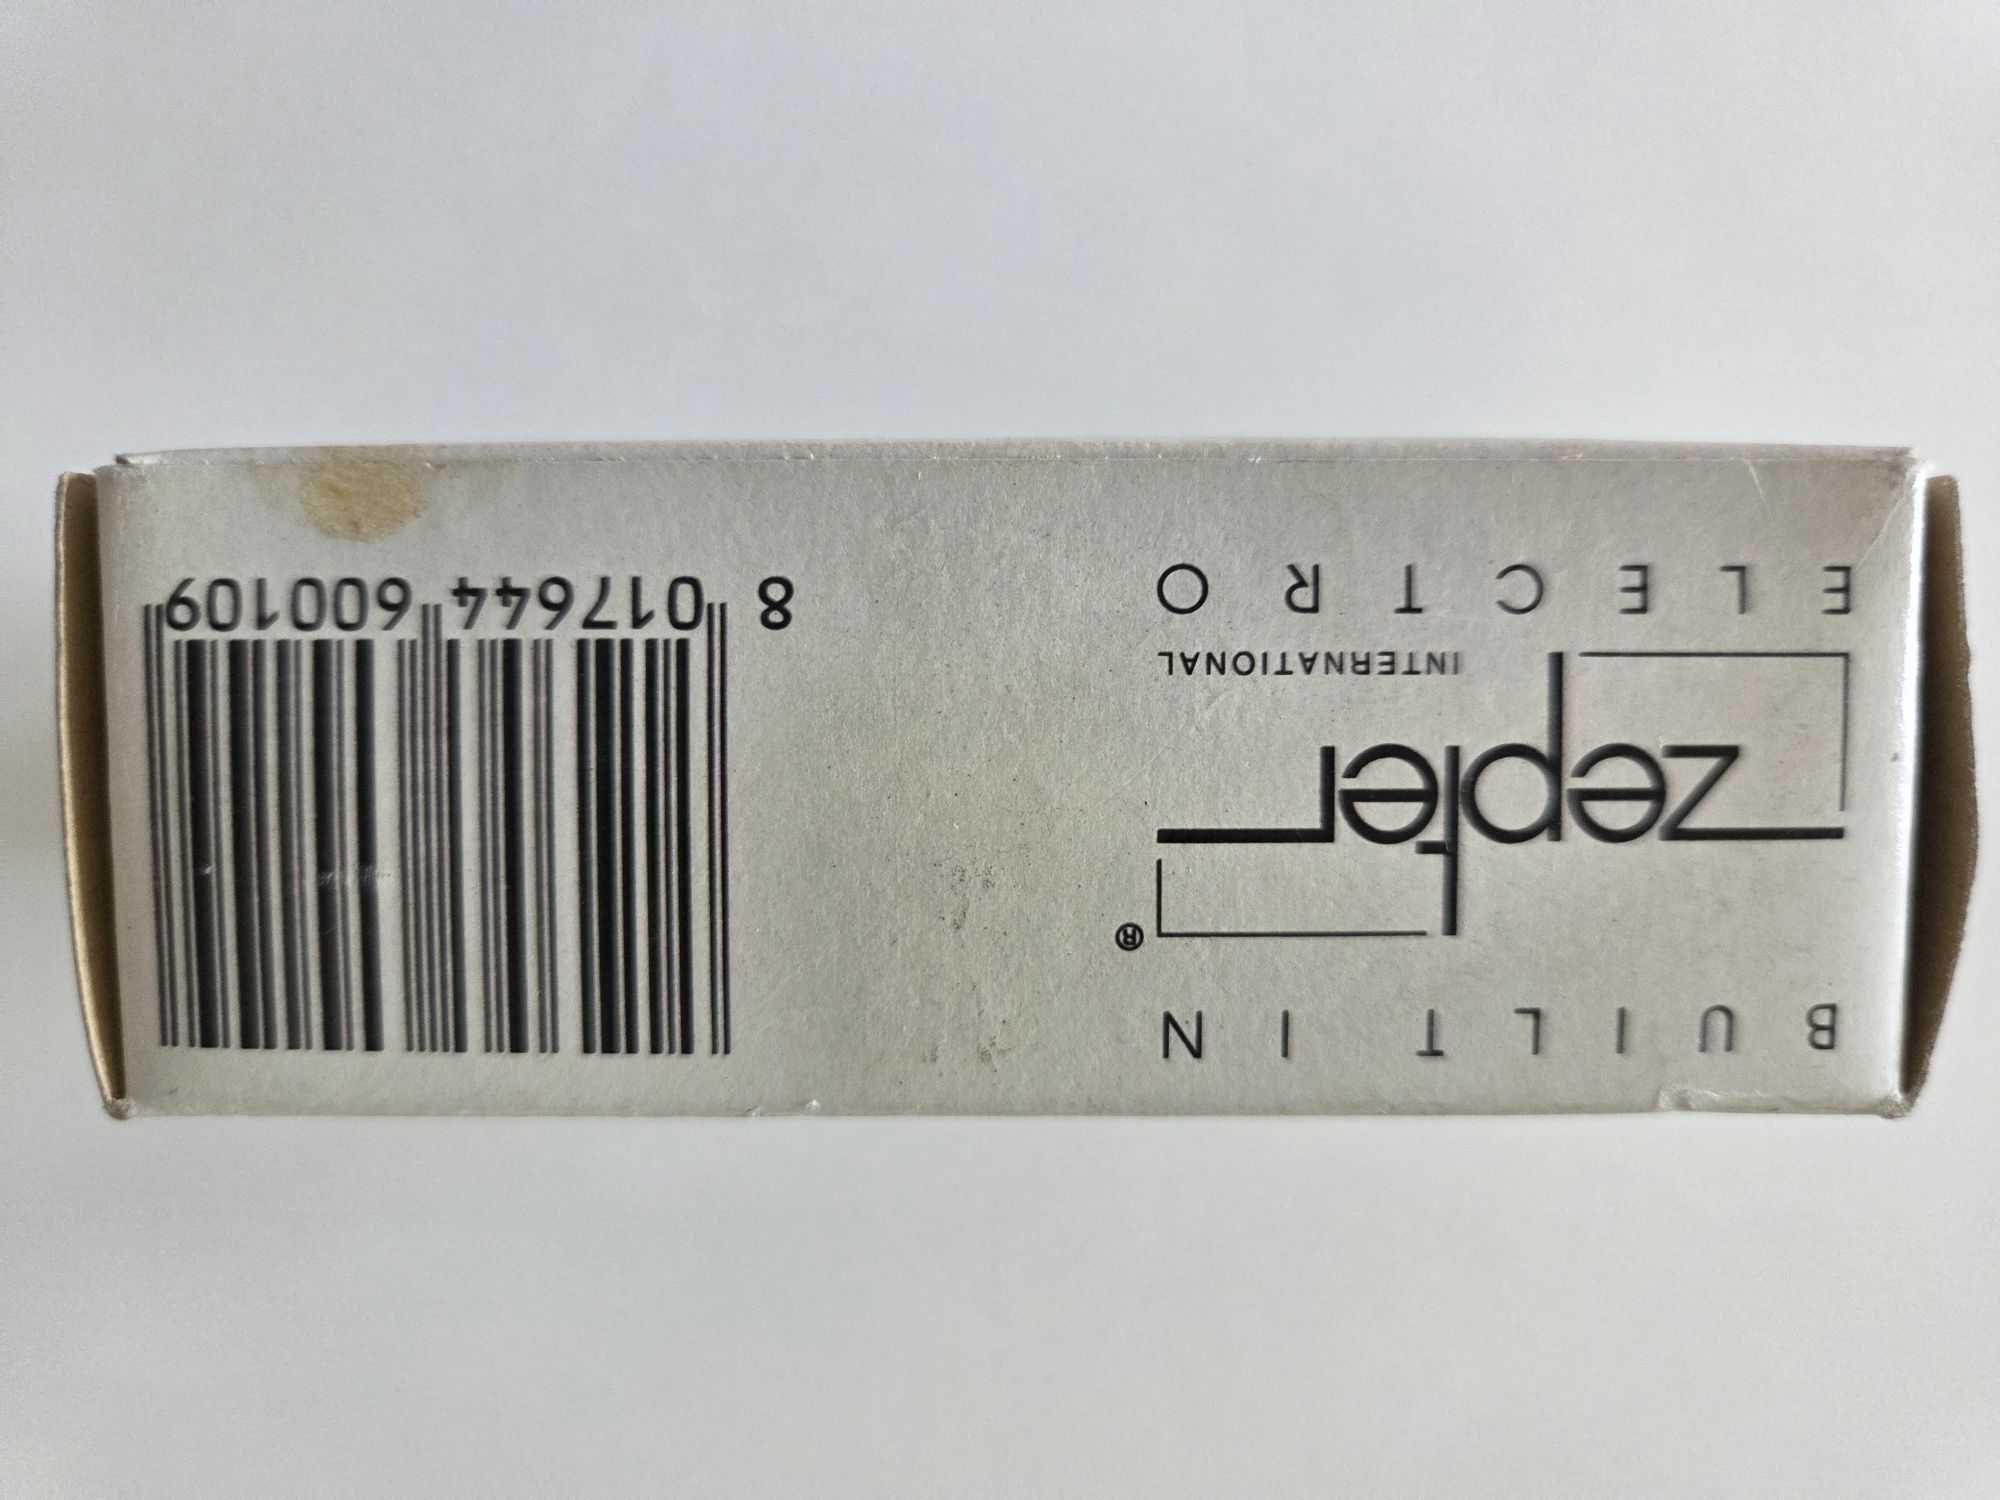 BUILT IN
®
zepter
INTERNATIONAL
ELECTRO
8 017644 600109